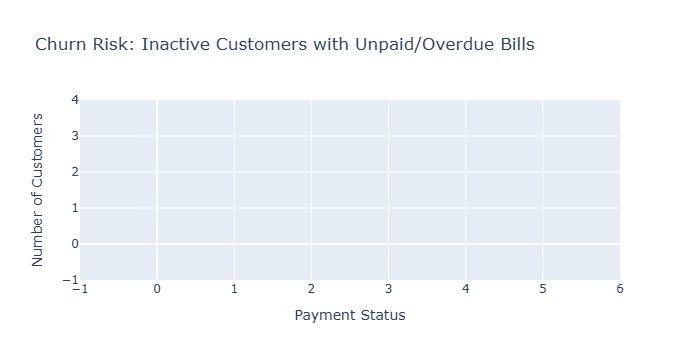 Churn Risk: Inactive Customers with Unpaid/Overdue Bills
Number of Customers
4
3
2
1
0
−1
−1 0 1 2 3 4 5 6
Payment Status